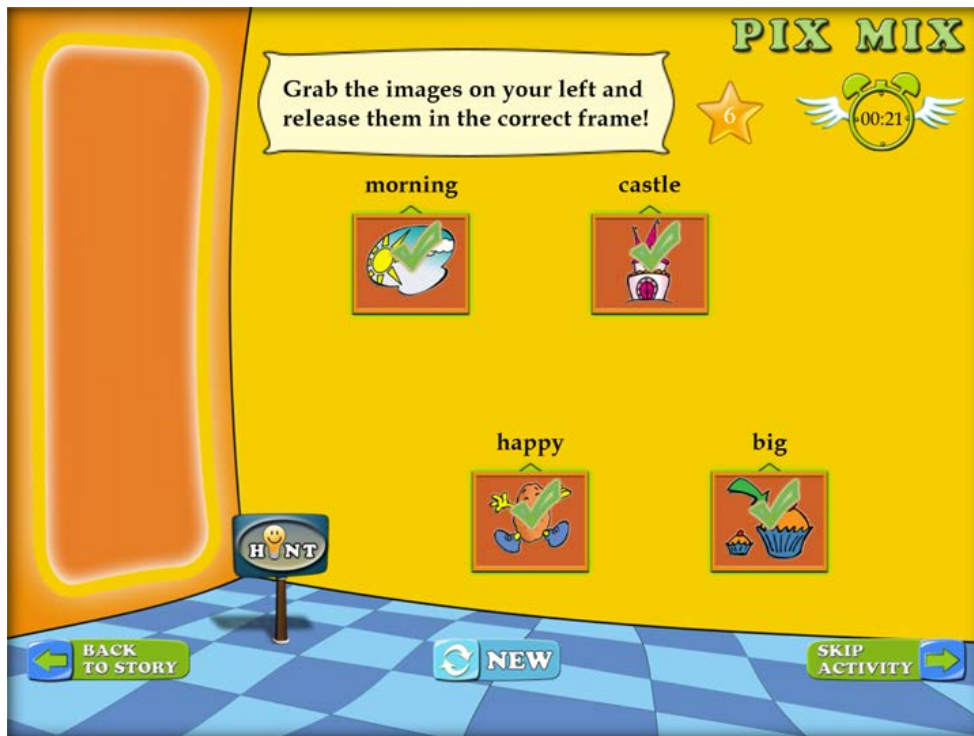 PIX MIX
Grab the images on your left and
release them in the correct frame!
6
00:21
morning
castle
happy
big
HINT
BACK
TO STORY
NEW
SKIP
ACTIVITY